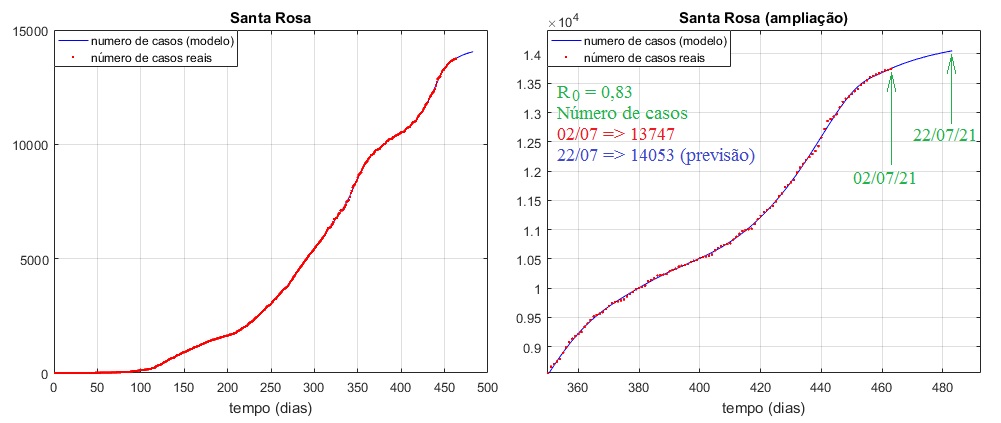 Santa Rosa
numero de casos (modelo)
número de casos reais
15000
10000
5000
0
0 50 100 150 200 250 300 350 400 450 500
tempo (dias)
Santa Rosa (ampliação)
×10⁴
numero de casos (modelo)
número de casos reais
R₀ = 0,83
Número de casos
02/07 => 13747
22/07 => 14053 (previsão)
22/07/21
02/07/21
1.4
1.35
1.3
1.25
1.2
1.15
1.1
1.05
1
0.95
0.9
360 380 400 420 440 460 480
tempo (dias)